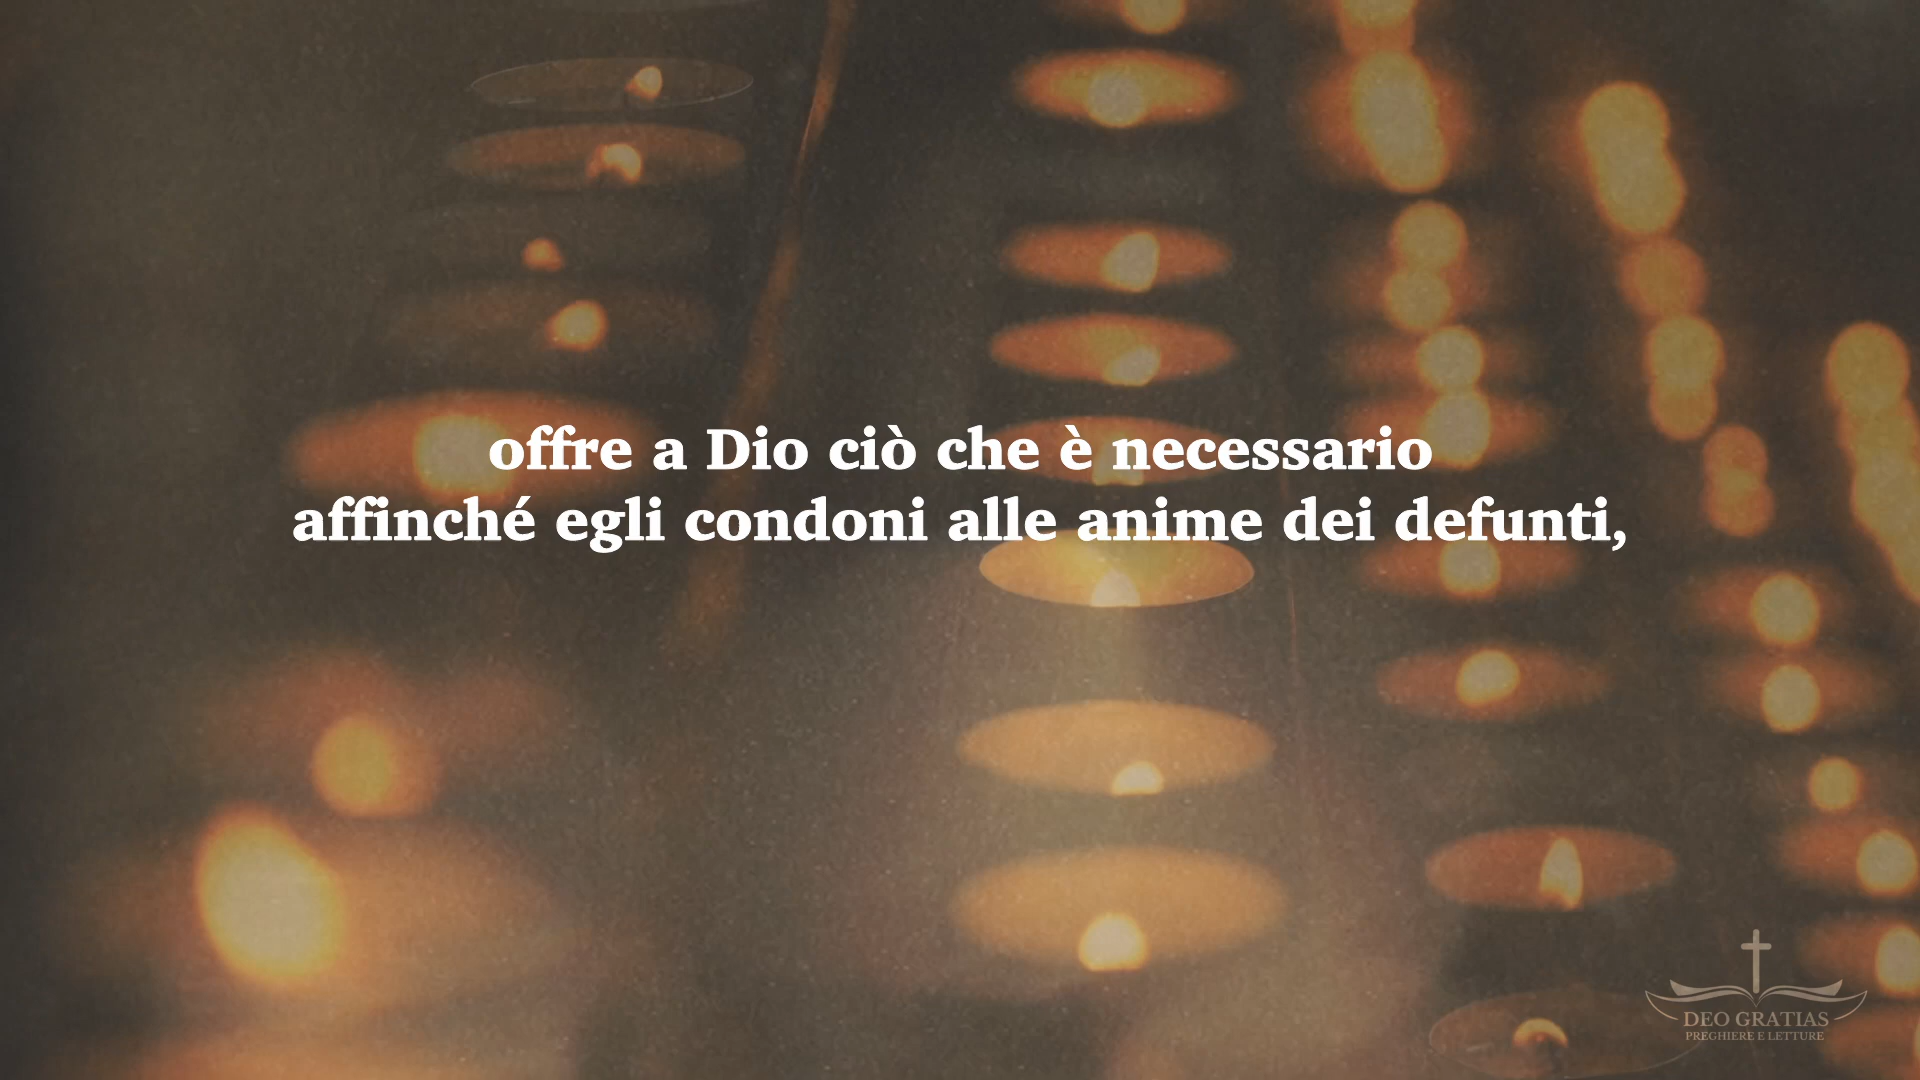 offre a Dio ciò che è necessario
affinché egli condoni alle anime dei defunti,
DEO GRATIAS
PREGHIERE E LETTURE